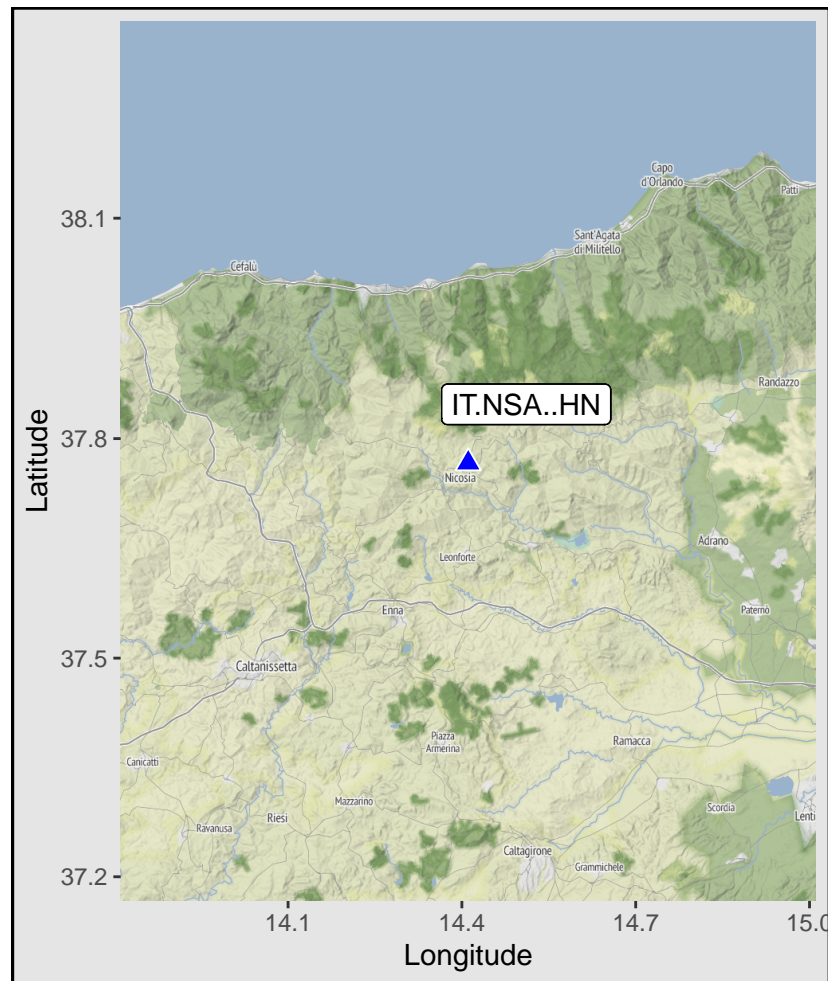 Capo
d'Orlando
Patti
38.1
Sant'Agata
di Militello
Cefalù
Randazzo
IT.NSA..HN
37.8
Latitude
Nicosia
Adrano
Leonforte
Enna
Paternò
37.5
Caltanissetta
Piazza
Armerina
Ramacca
Canicattì
Mazzarino
Riesi
Scordia
Lenti
Ravanusa
Caltagirone
Grammichele
37.2
14.1
14.4
14.7
15.0
Longitude